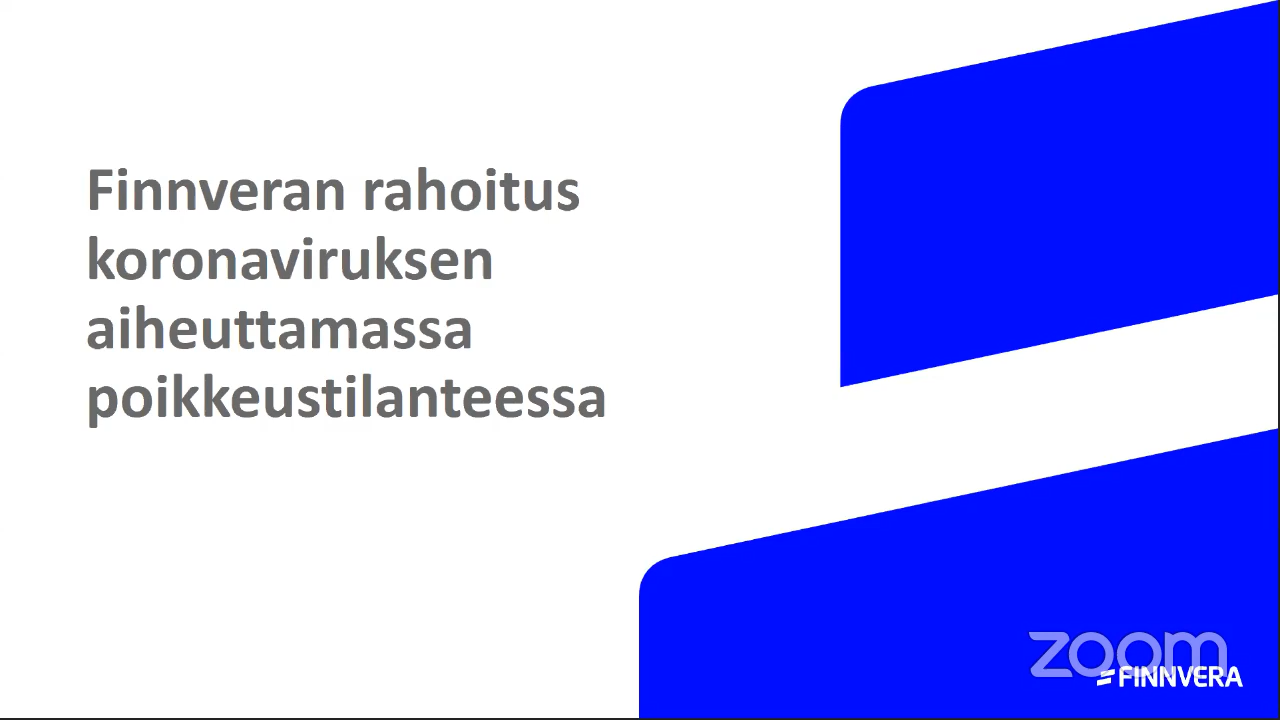 Finnveran rahoitus
koronaviruksen
aiheuttamassa
poikkeustilanteessa
zoom
FINNVERA